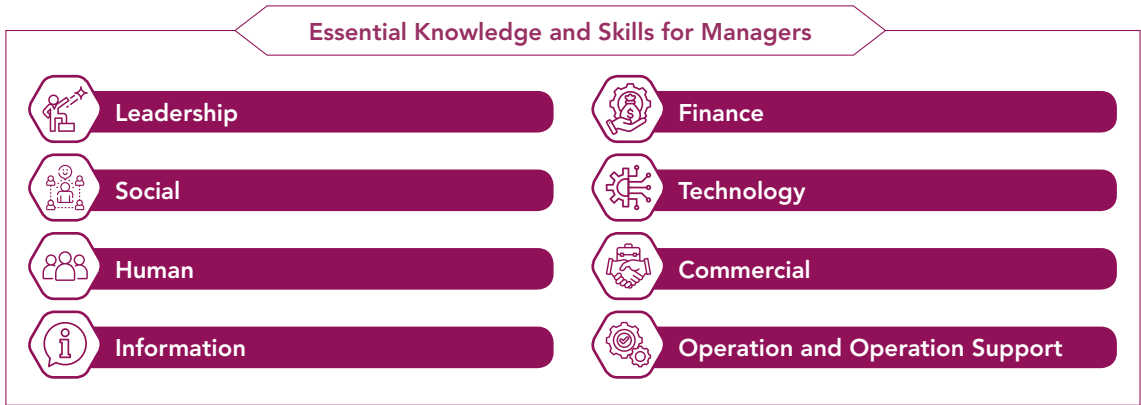 Essential Knowledge and Skills for Managers
Leadership
Social
Human
Information
Finance
Technology
Commercial
Operation and Operation Support